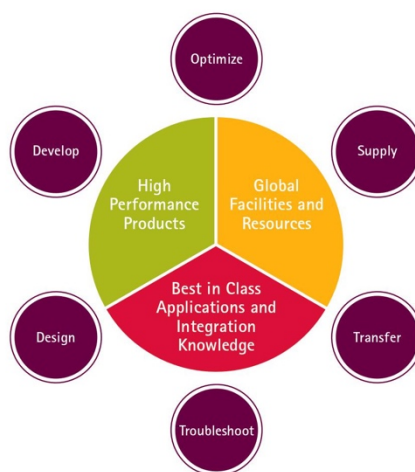 Optimize
Develop
Supply
High
Performance
Products
Global
Facilities and
Resources
Best in Class
Applications and
Integration
Knowledge
Design
Transfer
Troubleshoot